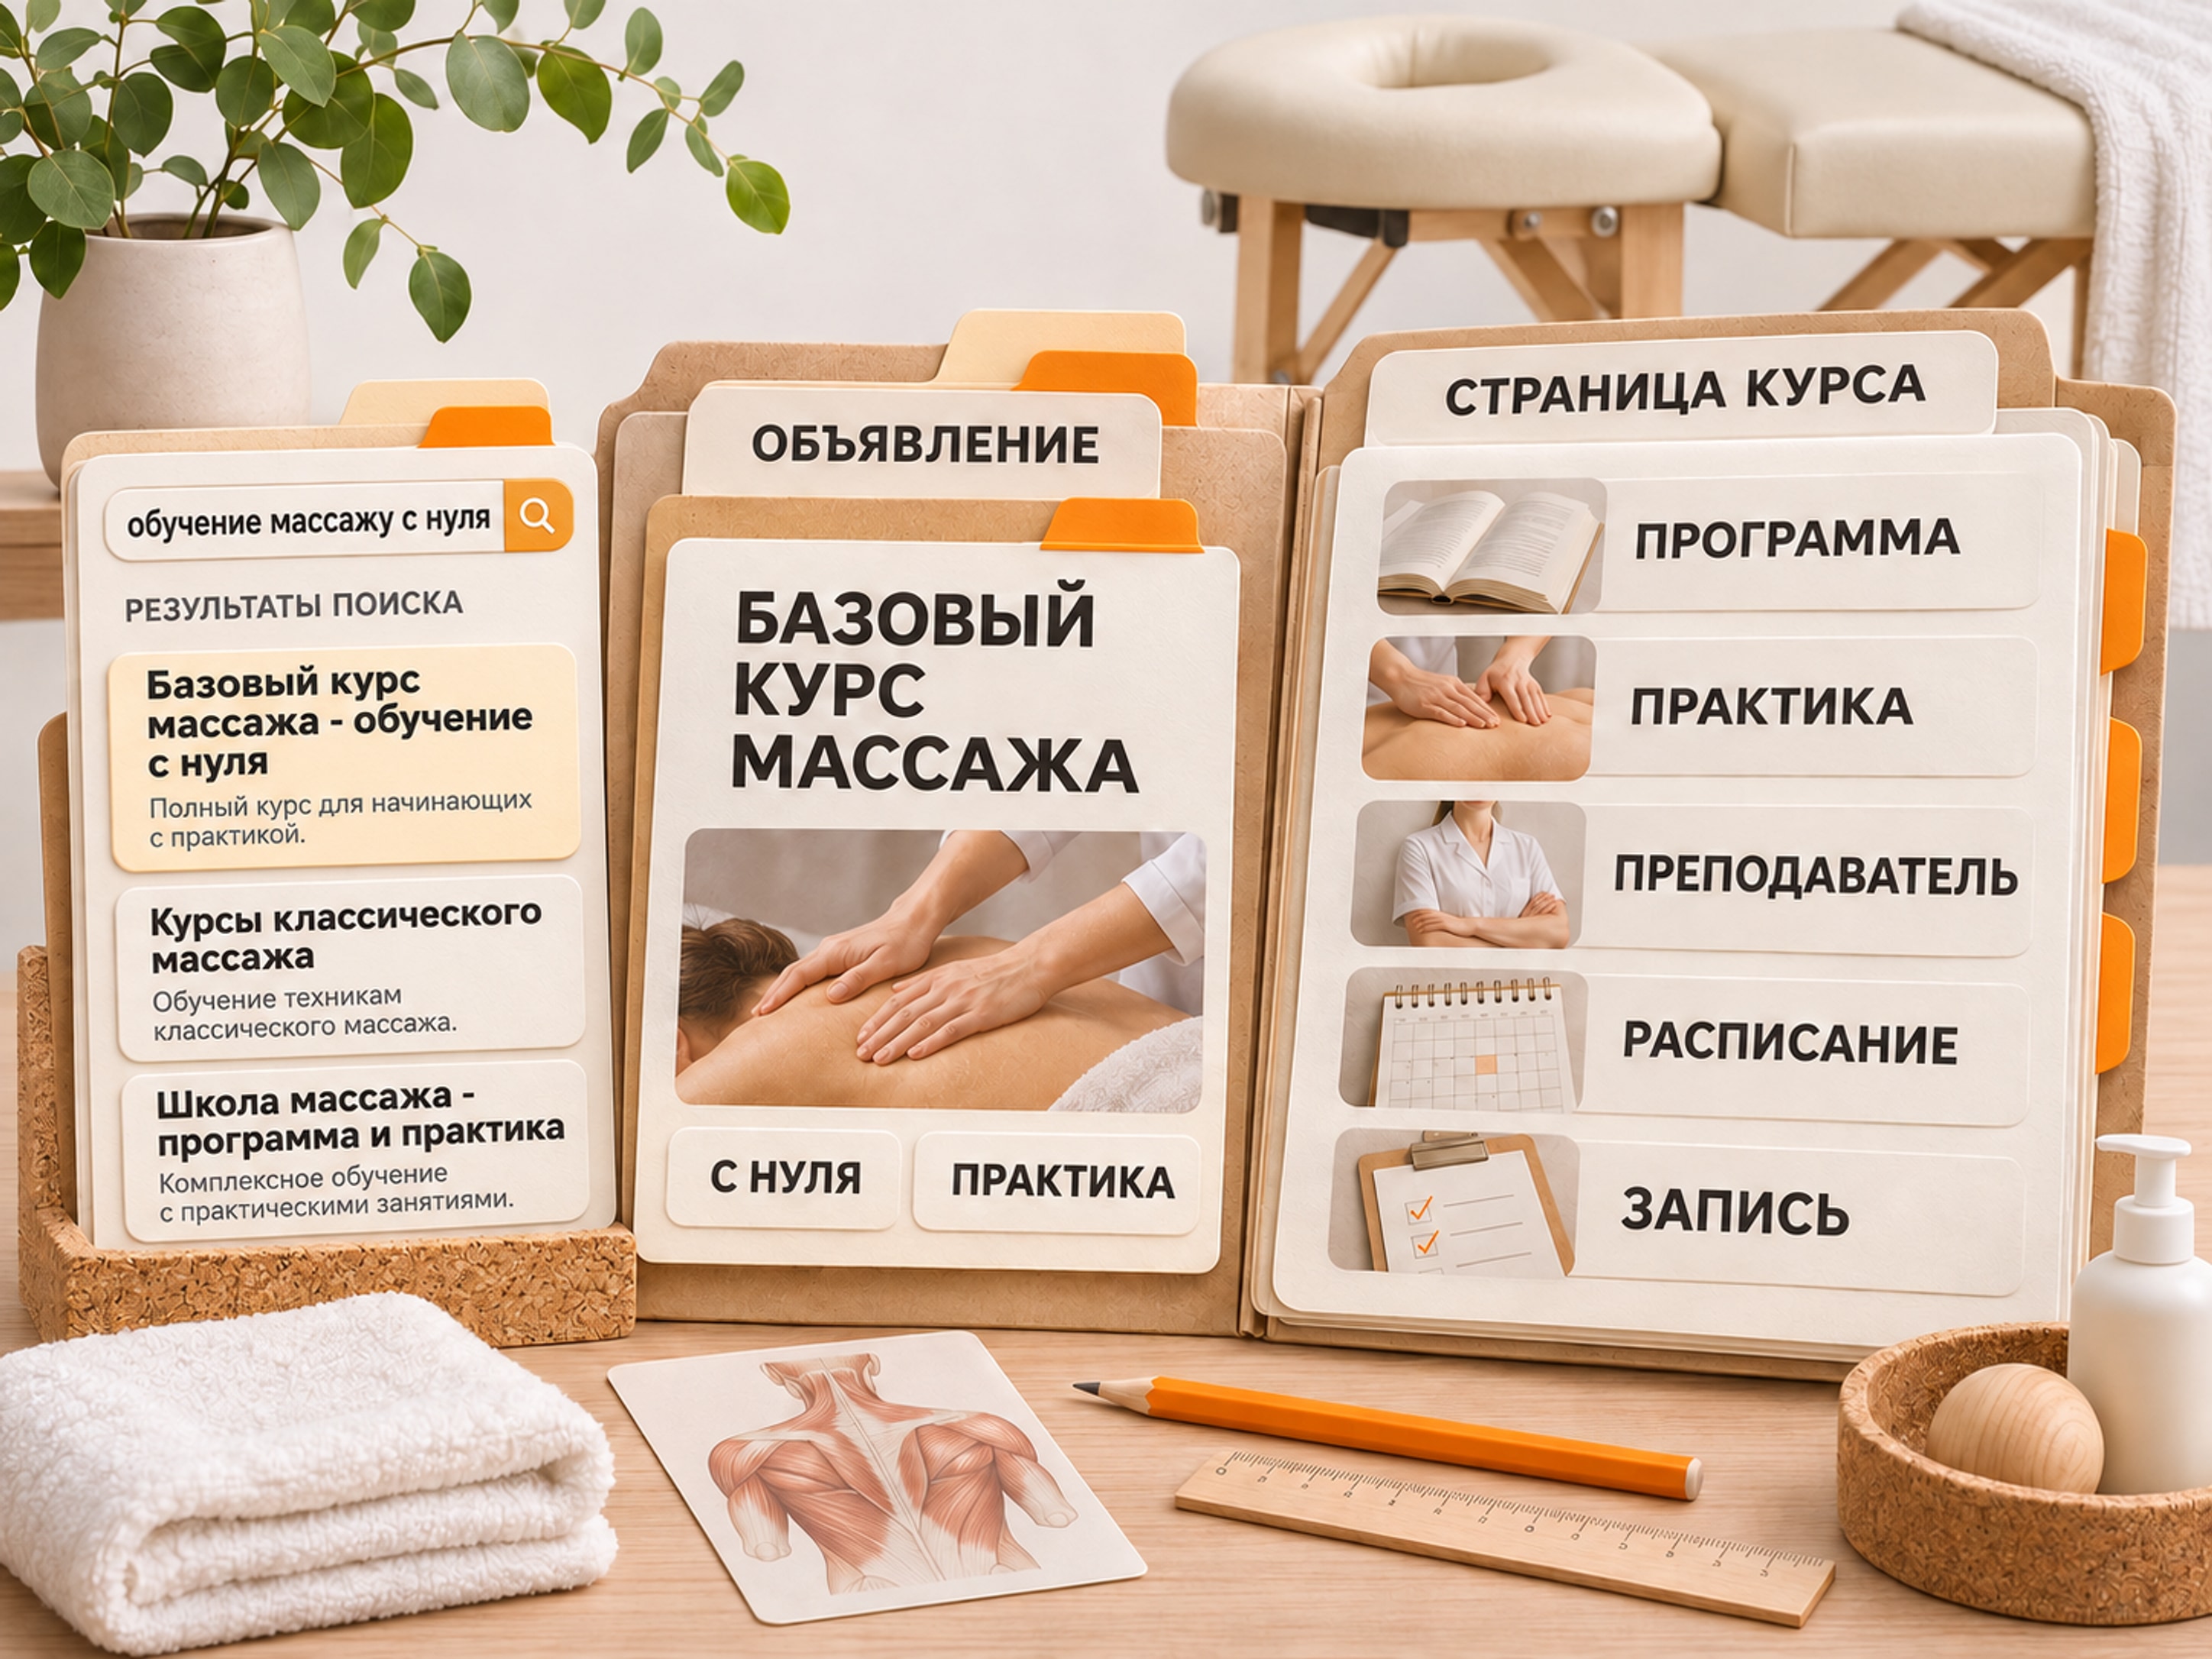 обучение массажу с нуля
РЕЗУЛЬТАТЫ ПОИСКА
Базовый курс
массажа - обучение
с нуля
Полный курс для начинающих
с практикой.
Курсы классического
массажа
Обучение техникам
классического массажа.
Школа массажа -
программа и практика
Комплексное обучение
с практическими занятиями.
ОБЪЯВЛЕНИЕ
БАЗОВЫЙ
КУРС
МАССАЖА
С НУЛЯ
ПРАКТИКА
СТРАНИЦА КУРСА
ПРОГРАММА
ПРАКТИКА
ПРЕПОДАВАТЕЛЬ
РАСПИСАНИЕ
ЗАПИСЬ